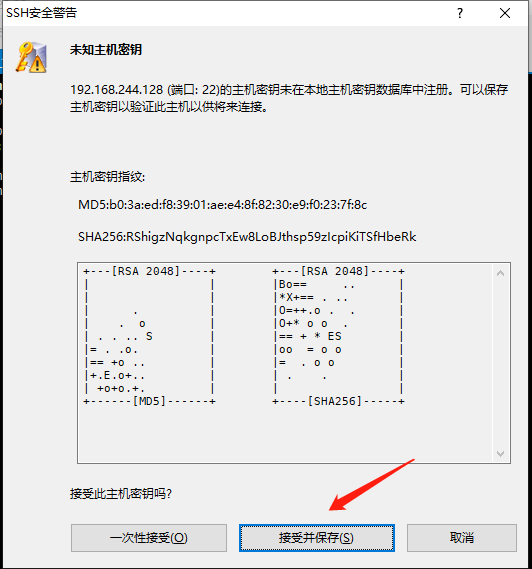 SSH安全警告
未知主机密钥
192.168.244.128 (端口: 22)的主机密钥未在本地主机密钥数据库中注册。可以保存
主机密钥以验证此主机以供将来连接。
主机密钥指纹:
MD5:b0:3a:ed:f8:39:01:ae:e4:8f:82:30:e9:f0:23:7f:8c
SHA256:RShigzNqkgnpcTxEw8LoBJthsp59zIcpiKiTSfHbeRk
+---[RSA 2048]----+        +---[RSA 2048]----+
|                 |        |Bo==     ..      |
|                 |        |*X+== . ..       |
|      .          |        |O=++.o .  .      |
|    .  o         |        |O+* o o  .       |
| . . .. S        |        |== + * ES        |
|= . .o.          |        |oo  = o o        |
|== +o ..         |        |=  . o o         |
|+.E.o+..         |        | .    .          |
| +o+o.+.         |        |                 |
+------[MD5]------+        +----[SHA256]-----+
接受此主机密钥吗?
一次性接受(O) 接受并保存(S) 取消